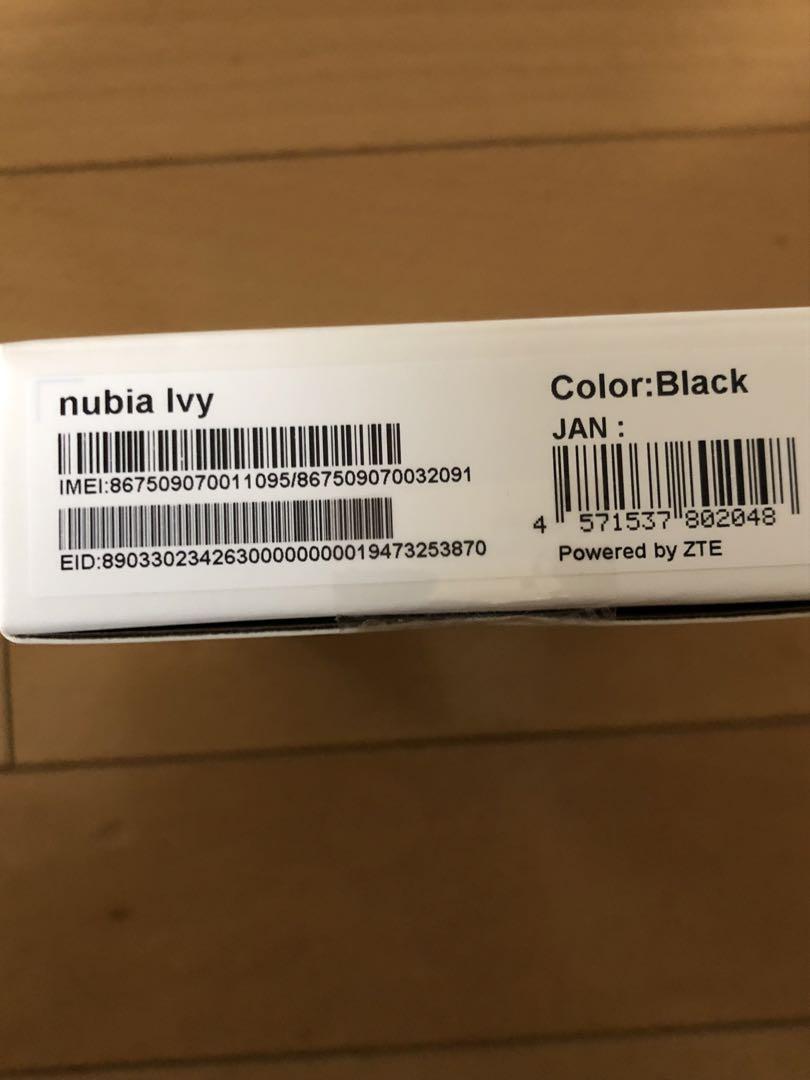 nubia Ivy
IMEI:867509070011095/867509070032091
EID:89033023426300000000019473253870
Color:Black
JAN :
4 571537 802048
Powered by ZTE